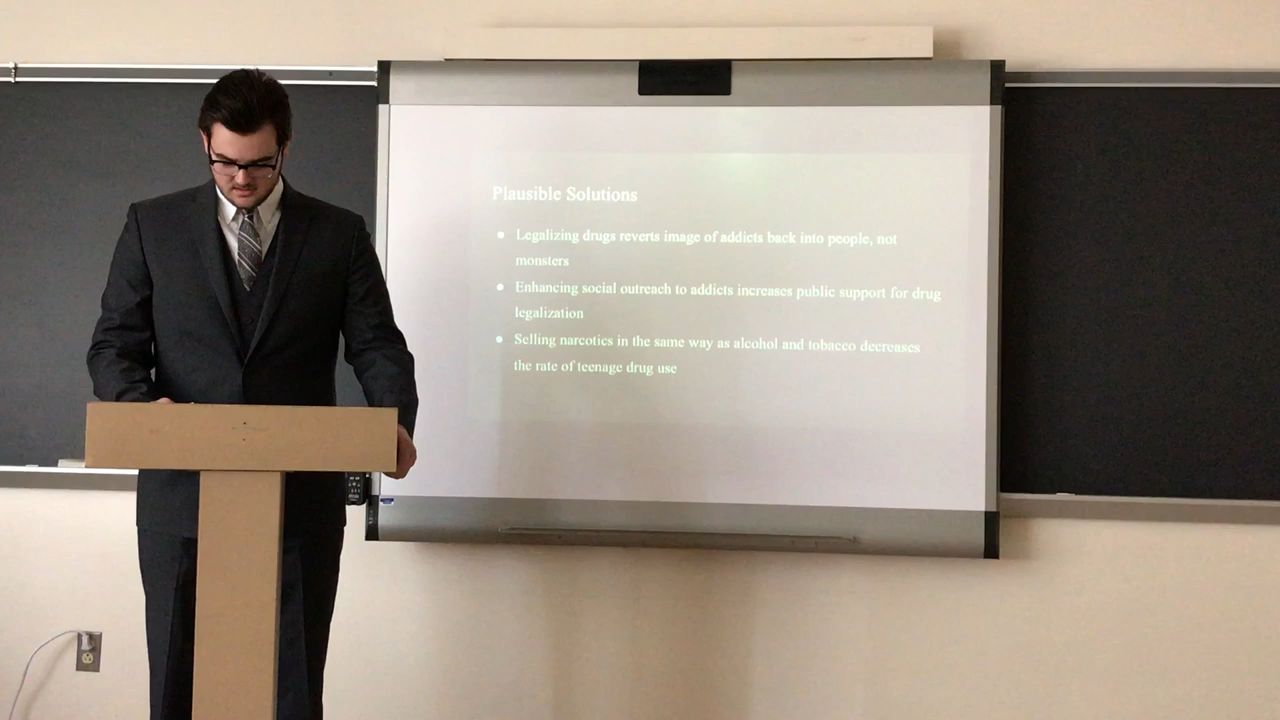 Plausible Solutions
● Legalizing drugs reverts image of addicts back into people, not
monsters
● Enhancing social outreach to addicts increases public support for drug
legalization
● Selling narcotics in the same way as alcohol and tobacco decreases
the rate of teenage drug use